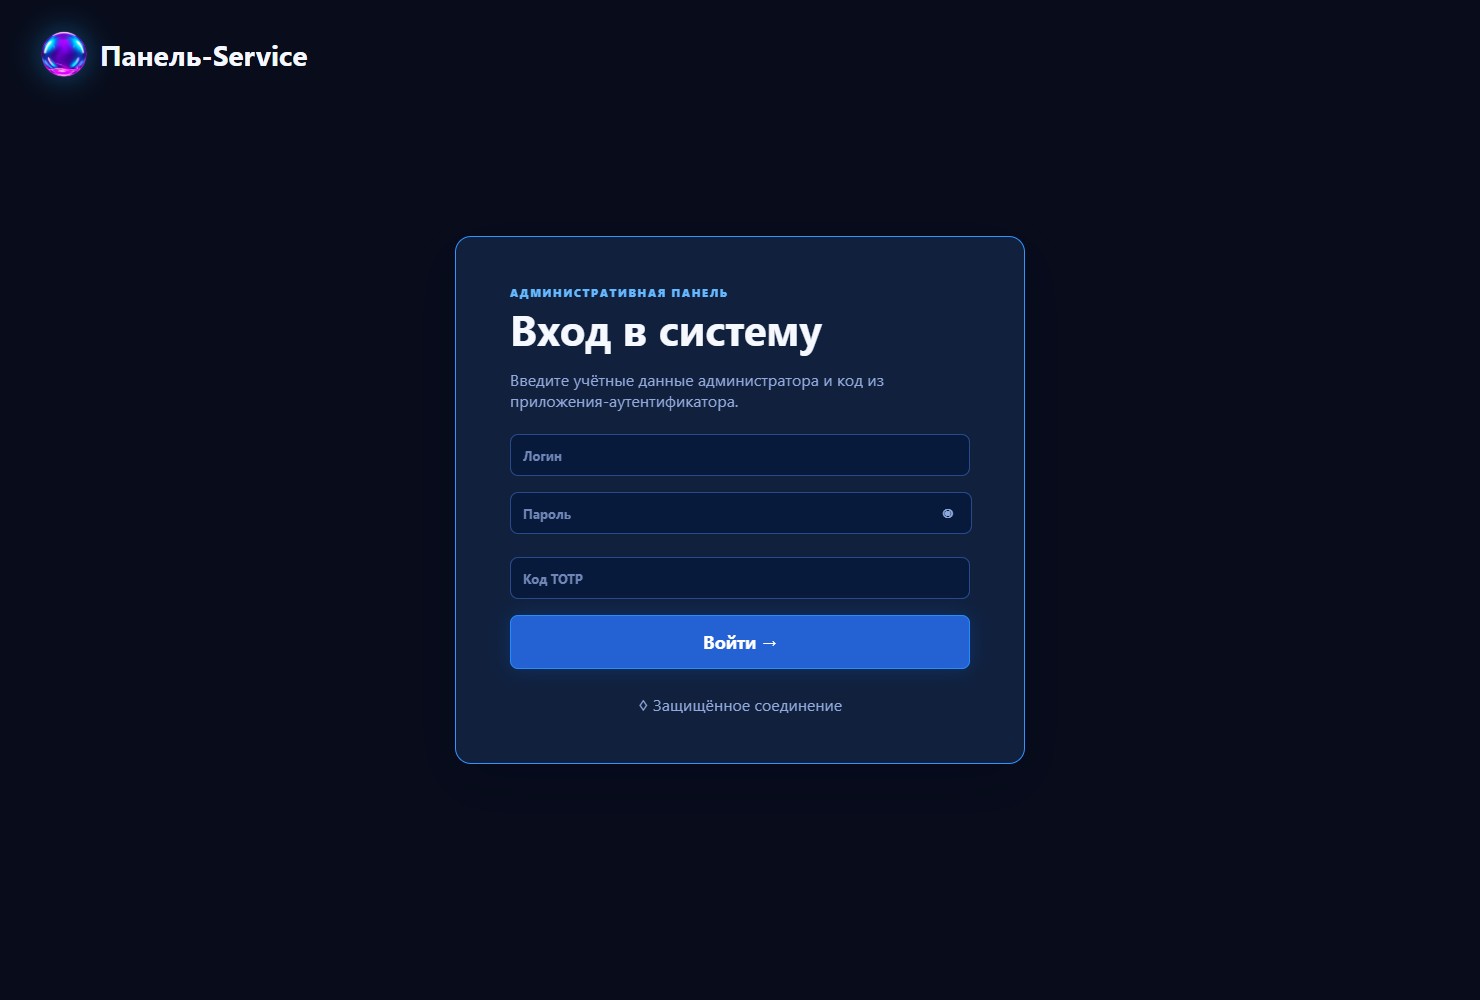 Панель-Service
АДМИНИСТРАТИВНАЯ ПАНЕЛЬ
Вход в систему
Введите учётные данные администратора и код из
приложения-аутентификатора.
Логин
Пароль
Код TOTP
Войти →
◊ Защищённое соединение